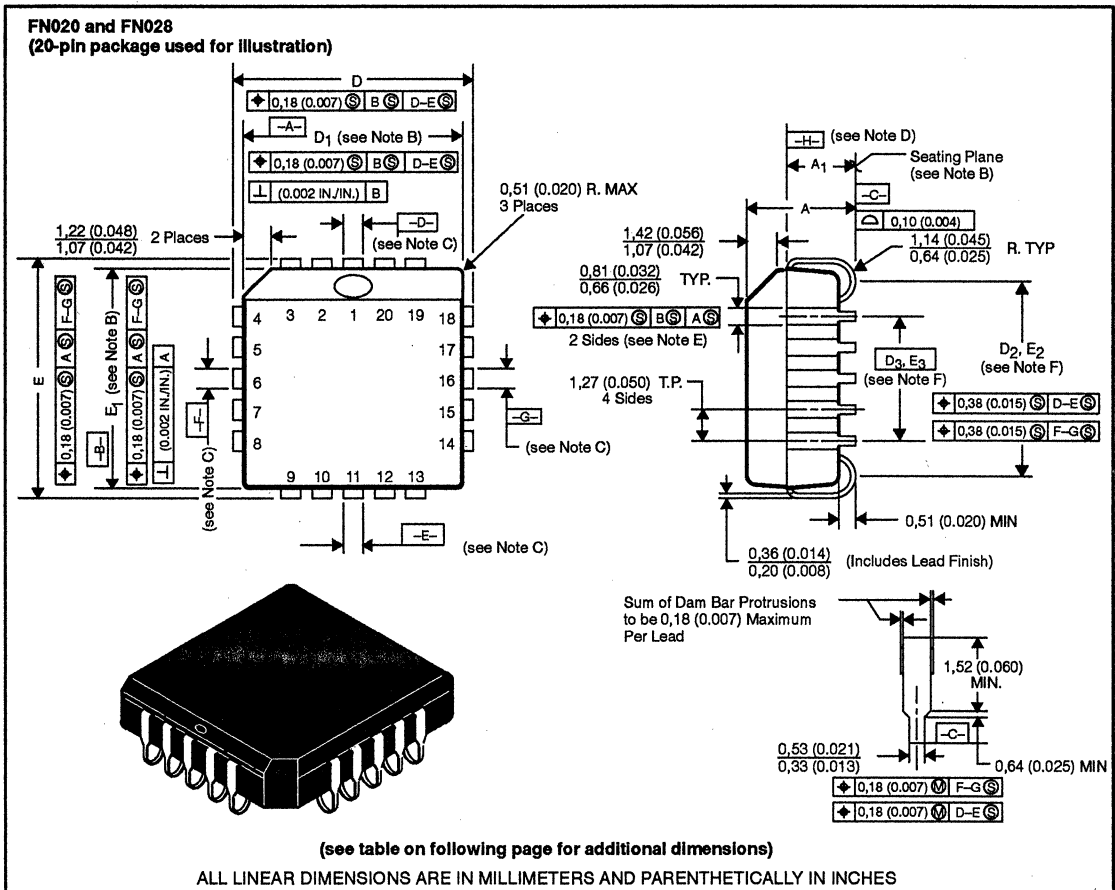 FN020 and FN028
(20-pin package used for illustration)
D
⌖ 0,18 (0.007) Ⓢ B Ⓢ D–E Ⓢ
–A–
D1 (see Note B)
⌖ 0,18 (0.007) Ⓢ B Ⓢ D–E Ⓢ
⊥ (0.002 IN./IN.) B
0,51 (0.020) R. MAX
3 Places
1,22 (0.048)
1,07 (0.042)
2 Places
–D–
(see Note C)
3 2 1 20 19
4 18
5 17
6 16
7 15
8 14
9 10 11 12 13
E
⌖ 0,18 (0.007) Ⓢ A Ⓢ F–G Ⓢ
–B–
E1 (see Note B)
⌖ 0,18 (0.007) Ⓢ A Ⓢ F–G Ⓢ
⊥ (0.002 IN./IN.) A
–F–
(see Note C)
–G–
(see Note C)
–E–
(see Note C)
–H– (see Note D)
A1
Seating Plane
(see Note B)
–C–
A
⌓ 0,10 (0.004)
1,42 (0.056)
1,07 (0.042)
1,14 (0.045)
0,64 (0.025)
R. TYP
0,81 (0.032)
0,66 (0.026)
TYP.
⌖ 0,18 (0.007) Ⓢ B Ⓢ A Ⓢ
2 Sides (see Note E)
D3, E3
(see Note F)
D2, E2
(see Note F)
1,27 (0.050) T.P.
4 Sides
⌖ 0,38 (0.015) Ⓢ D–E Ⓢ
⌖ 0,38 (0.015) Ⓢ F–G Ⓢ
0,51 (0.020) MIN
0,36 (0.014)
0,20 (0.008)
(Includes Lead Finish)
Sum of Dam Bar Protrusions
to be 0,18 (0.007) Maximum
Per Lead
1,52 (0.060)
MIN.
–C–
0,53 (0.021)
0,33 (0.013)
0,64 (0.025) MIN
⌖ 0,18 (0.007) Ⓜ F–G Ⓢ
⌖ 0,18 (0.007) Ⓜ D–E Ⓢ
(see table on following page for additional dimensions)
ALL LINEAR DIMENSIONS ARE IN MILLIMETERS AND PARENTHETICALLY IN INCHES